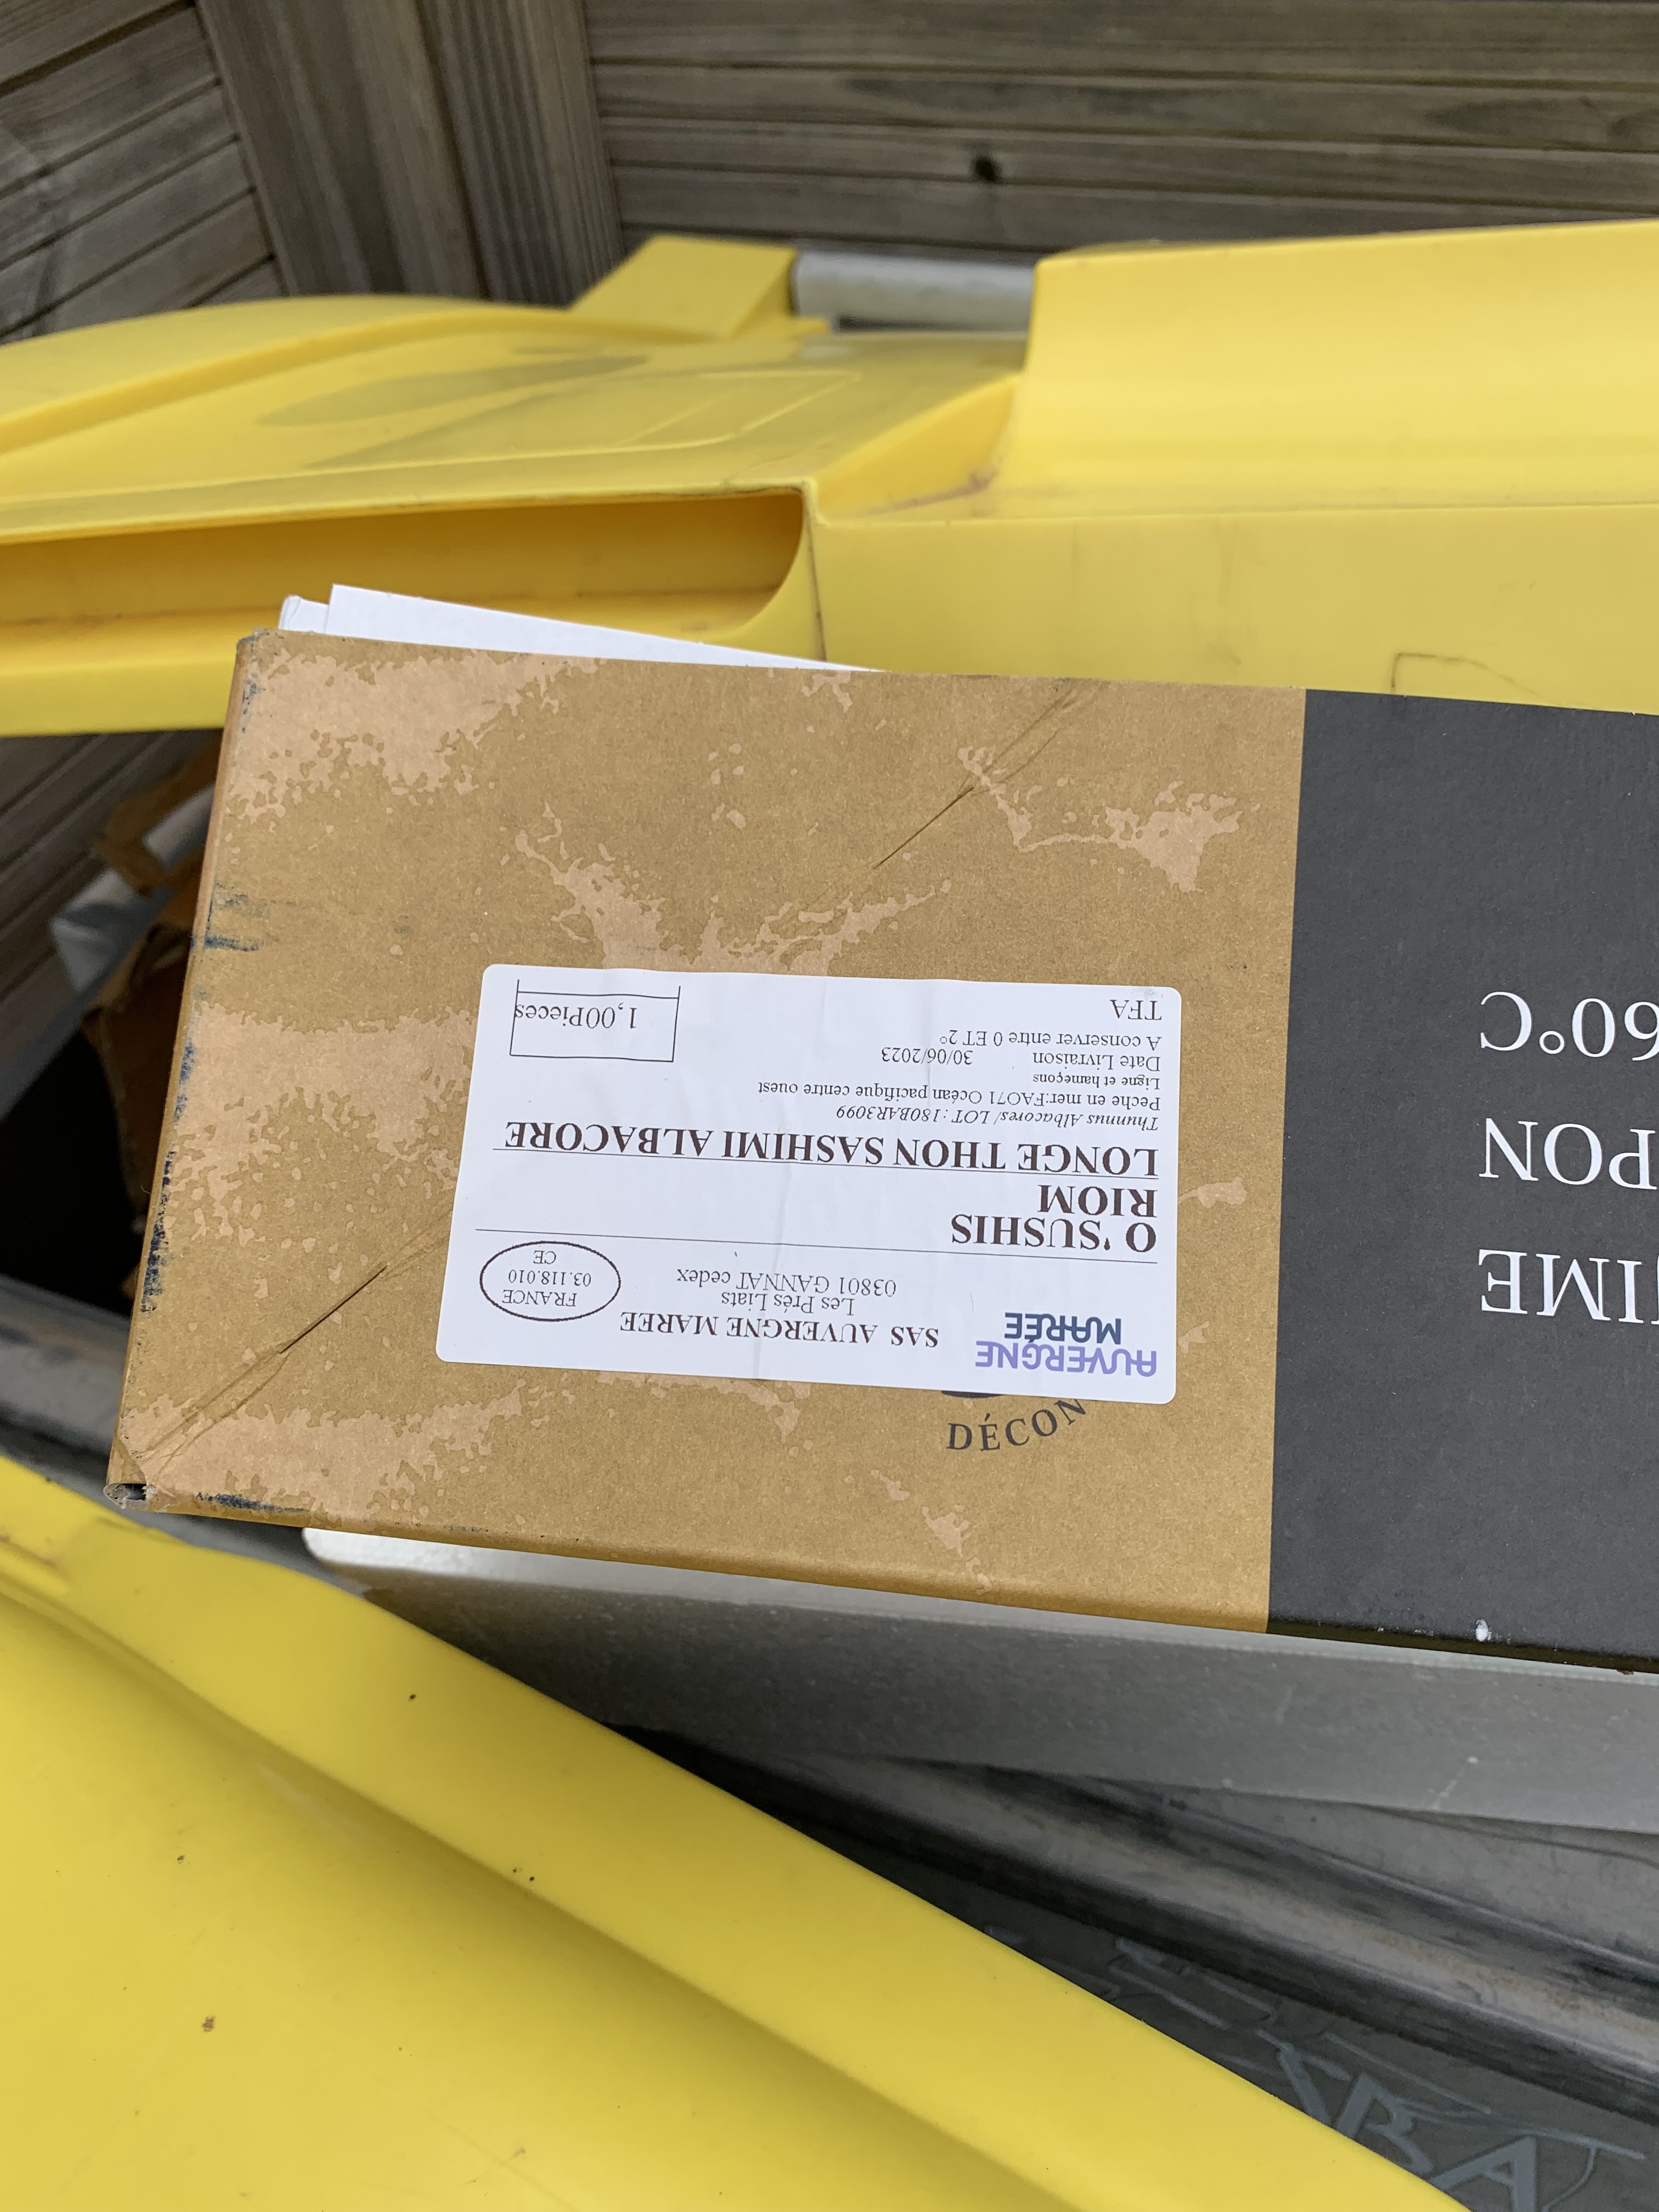 AUVERGNE
MARÉE
SAS AUVERGNE MAREE
Les Prés Liats
03801 GANNAT cedex
FRANCE
03.118.010
CE
O 'SUSHIS
RIOM
LONGE THON SASHIMI ALBACORE
Thunnus Albacores/ LOT : 180BAR3099
Peche en mer:FAO71 Océan pacifique centre ouest
Ligne et hameçons
Date Livraison 30/06/2023
A conserver entre 0 ET 2°
TFA
1,00Pieces
DÉCON
JIME
PON
60°C